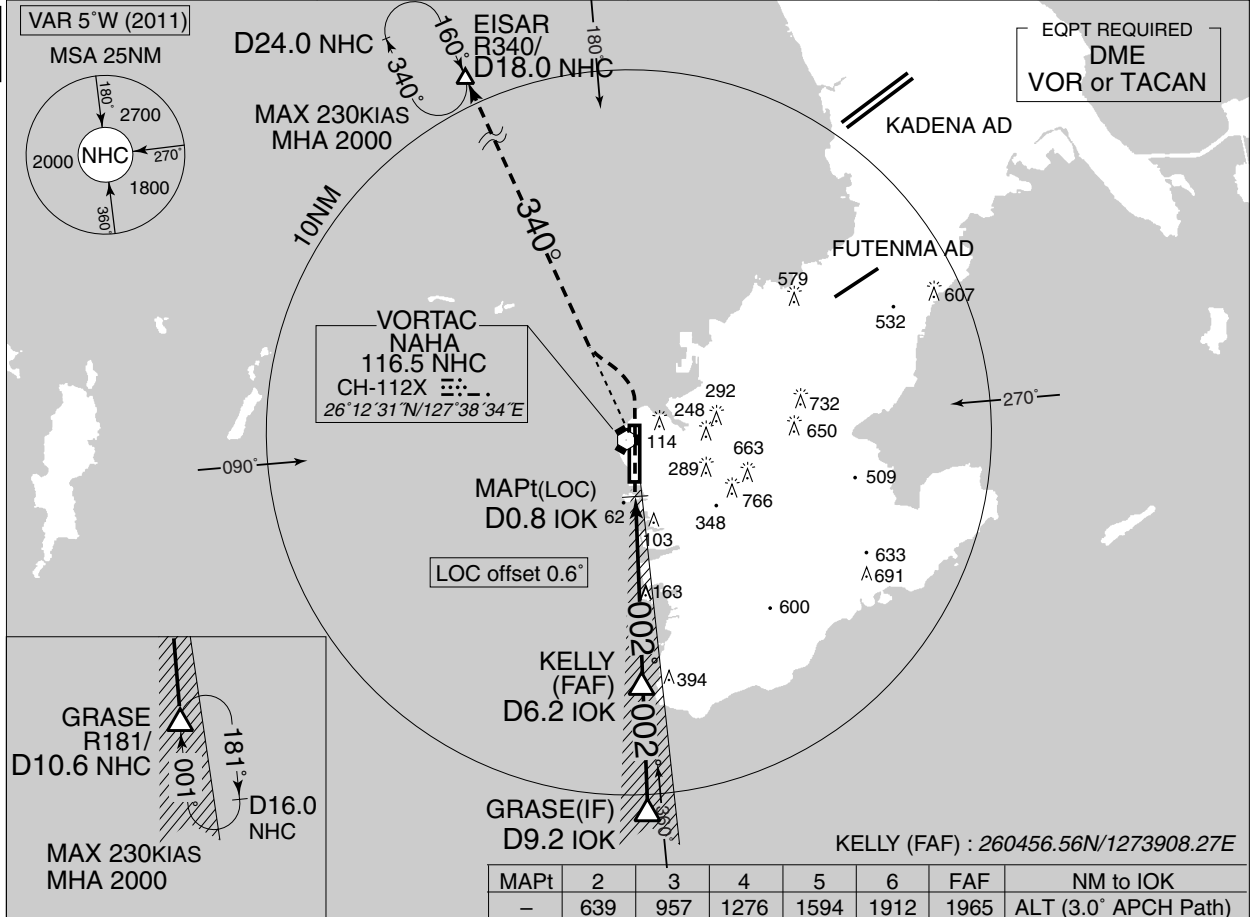 VAR 5°W (2011)
MSA 25NM
180°
2700
NHC
270°
2000
1800
360°
D24.0 NHC
160°
340°
EISAR
R340/
D18.0 NHC
MAX 230KIAS
MHA 2000
180°
EQPT REQUIRED
DME
VOR or TACAN
KADENA AD
10NM
340°
FUTENMA AD
579
607
532
VORTAC
NAHA
116.5 NHC
CH-112X
26°12´31˝N/127°38´34˝E
292
248
732
270°
114
650
663
090°
289
509
MAPt(LOC)
D0.8 IOK
766
62
348
103
LOC offset 0.6°
633
691
163
600
002°
KELLY
(FAF)
D6.2 IOK
394
002°
GRASE
R181/
D10.6 NHC
181°
001°
D16.0
NHC
MAX 230KIAS
MHA 2000
GRASE(IF)
D9.2 IOK
360°
KELLY (FAF) : 260456.56N/1273908.27E
MAPt 2 3 4 5 6 FAF NM to IOK
– 639 957 1276 1594 1912 1965 ALT (3.0° APCH Path)